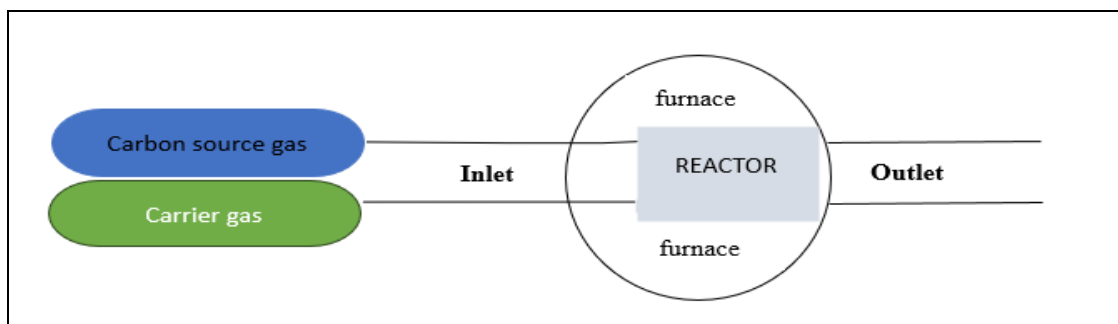 furnace
Carbon source gas
Inlet
REACTOR
Outlet
Carrier gas
furnace